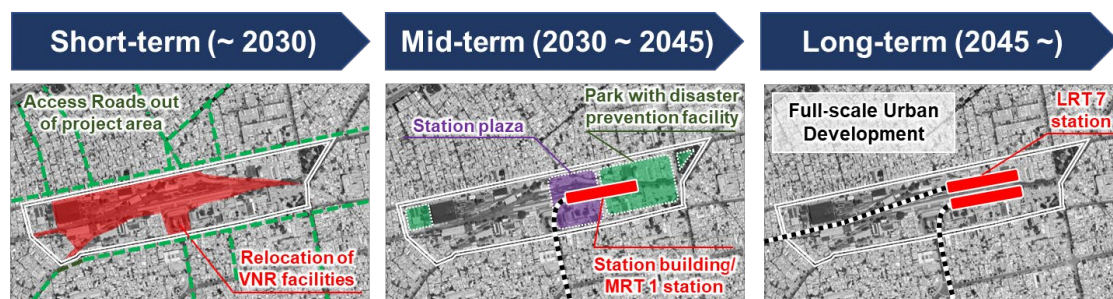 Short-term (~ 2030)
Mid-term (2030 ~ 2045)
Long-term (2045 ~)
Access Roads out
of project area
Relocation of
VNR facilities
Station plaza
Park with disaster
prevention facility
Station building/
MRT 1 station
Full-scale Urban
Development
LRT 7
station